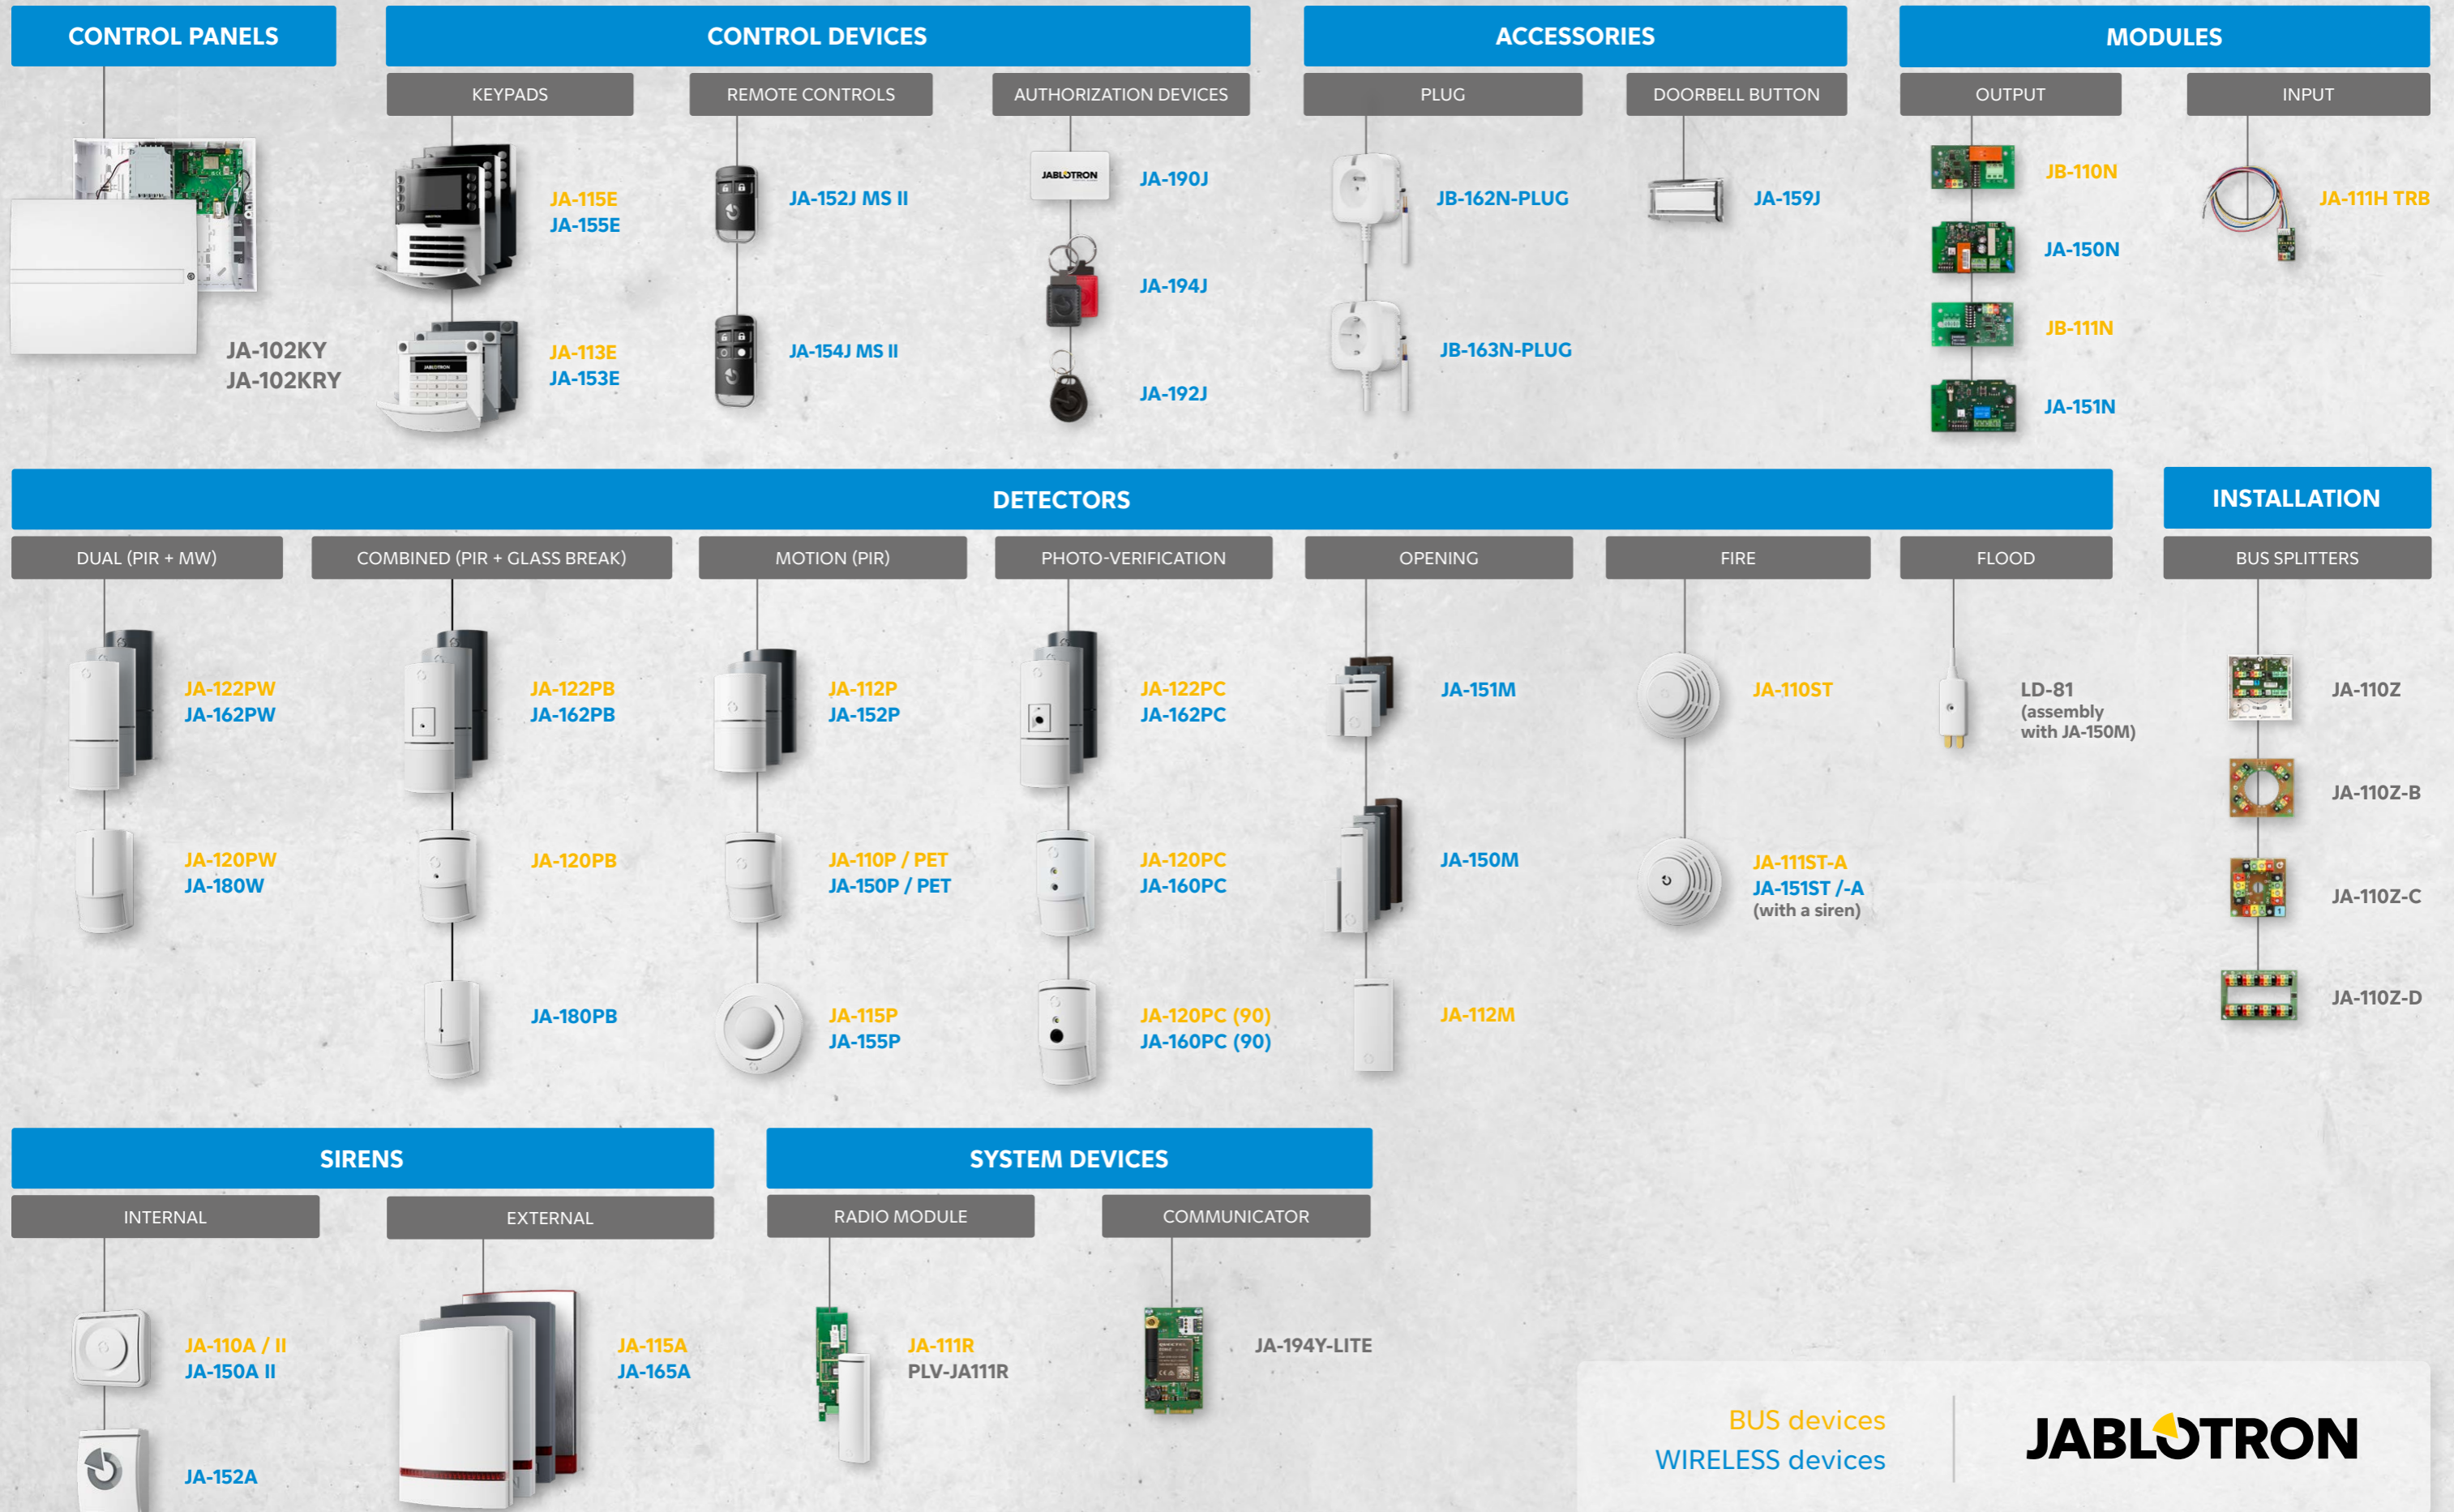 CONTROL PANELS
JA-102KY
JA-102KRY
CONTROL DEVICES
KEYPADS
JA-115E
JA-155E
JABLOTRON
JA-113E
JA-153E
REMOTE CONTROLS
JA-152J MS II
JA-154J MS II
AUTHORIZATION DEVICES
JABLOTRON
JA-190J
JA-194J
JA-192J
ACCESSORIES
PLUG
JB-162N-PLUG
JB-163N-PLUG
DOORBELL BUTTON
JA-159J
MODULES
OUTPUT
JB-110N
JA-150N
JB-111N
JA-151N
INPUT
JA-111H TRB
DETECTORS
DUAL (PIR + MW)
JA-122PW
JA-162PW
JA-120PW
JA-180W
COMBINED (PIR + GLASS BREAK)
JA-122PB
JA-162PB
JA-120PB
JA-180PB
MOTION (PIR)
JA-112P
JA-152P
JA-110P / PET
JA-150P / PET
JA-115P
JA-155P
PHOTO-VERIFICATION
JA-122PC
JA-162PC
JA-120PC
JA-160PC
JA-120PC (90)
JA-160PC (90)
OPENING
JA-151M
JA-150M
JA-112M
FIRE
JA-110ST
JA-111ST-A
JA-151ST /-A
(with a siren)
FLOOD
LD-81
(assembly
with JA-150M)
INSTALLATION
BUS SPLITTERS
JA-110Z
JA-110Z-B
JA-110Z-C
JA-110Z-D
SIRENS
INTERNAL
JA-110A / II
JA-150A II
JA-152A
EXTERNAL
JA-115A
JA-165A
SYSTEM DEVICES
RADIO MODULE
JA-111R
PLV-JA111R
COMMUNICATOR
JA-194Y-LITE
BUS devices
WIRELESS devices
JABLOTRON